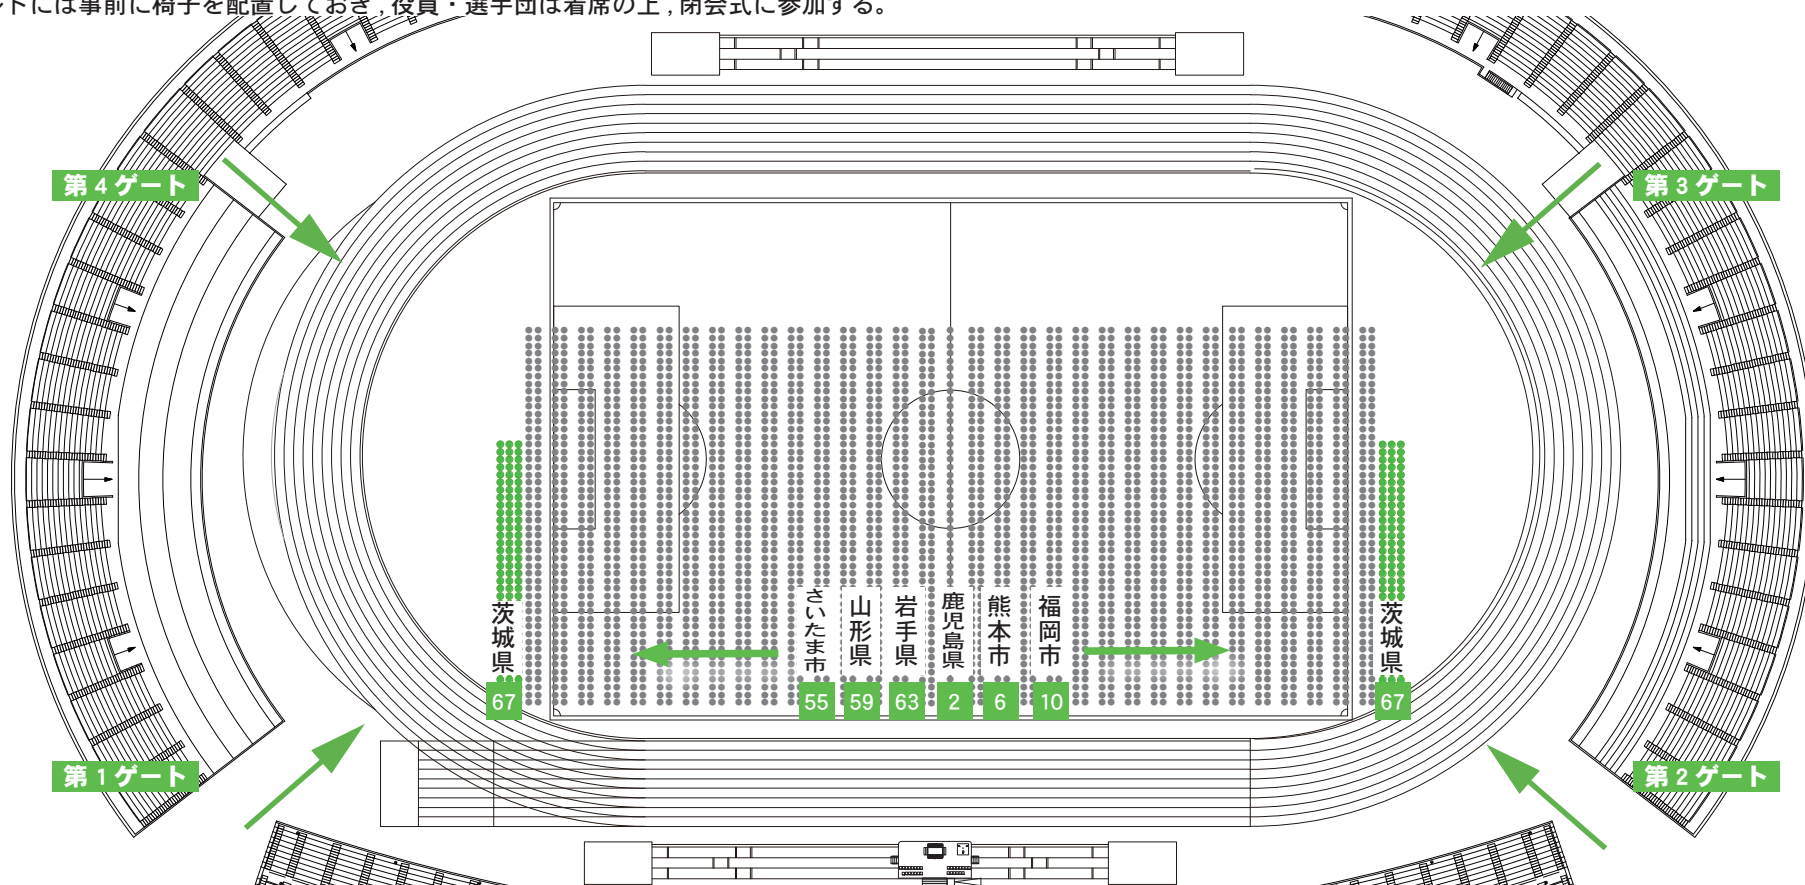 ルドには事前に椅子を配置しておき，役員・選手団は着席の上，閉会式に参加する。
第4ゲート
第3ゲート
茨城県
67
さいたま市
55
山形県
59
岩手県
63
鹿児島県
2
熊本市
6
福岡市
10
茨城県
67
第1ゲート
第2ゲート